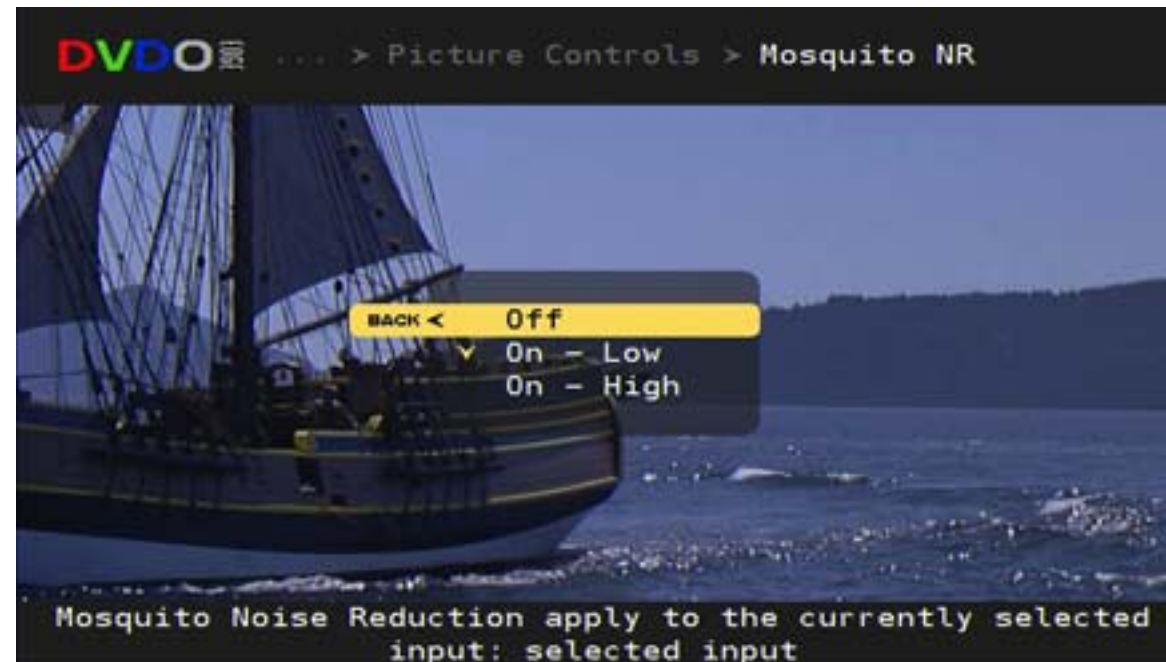 DVDO EDGE ... > Picture Controls > Mosquito NR
BACK < Off
On – Low
On – High
Mosquito Noise Reduction apply to the currently selected
input: selected input